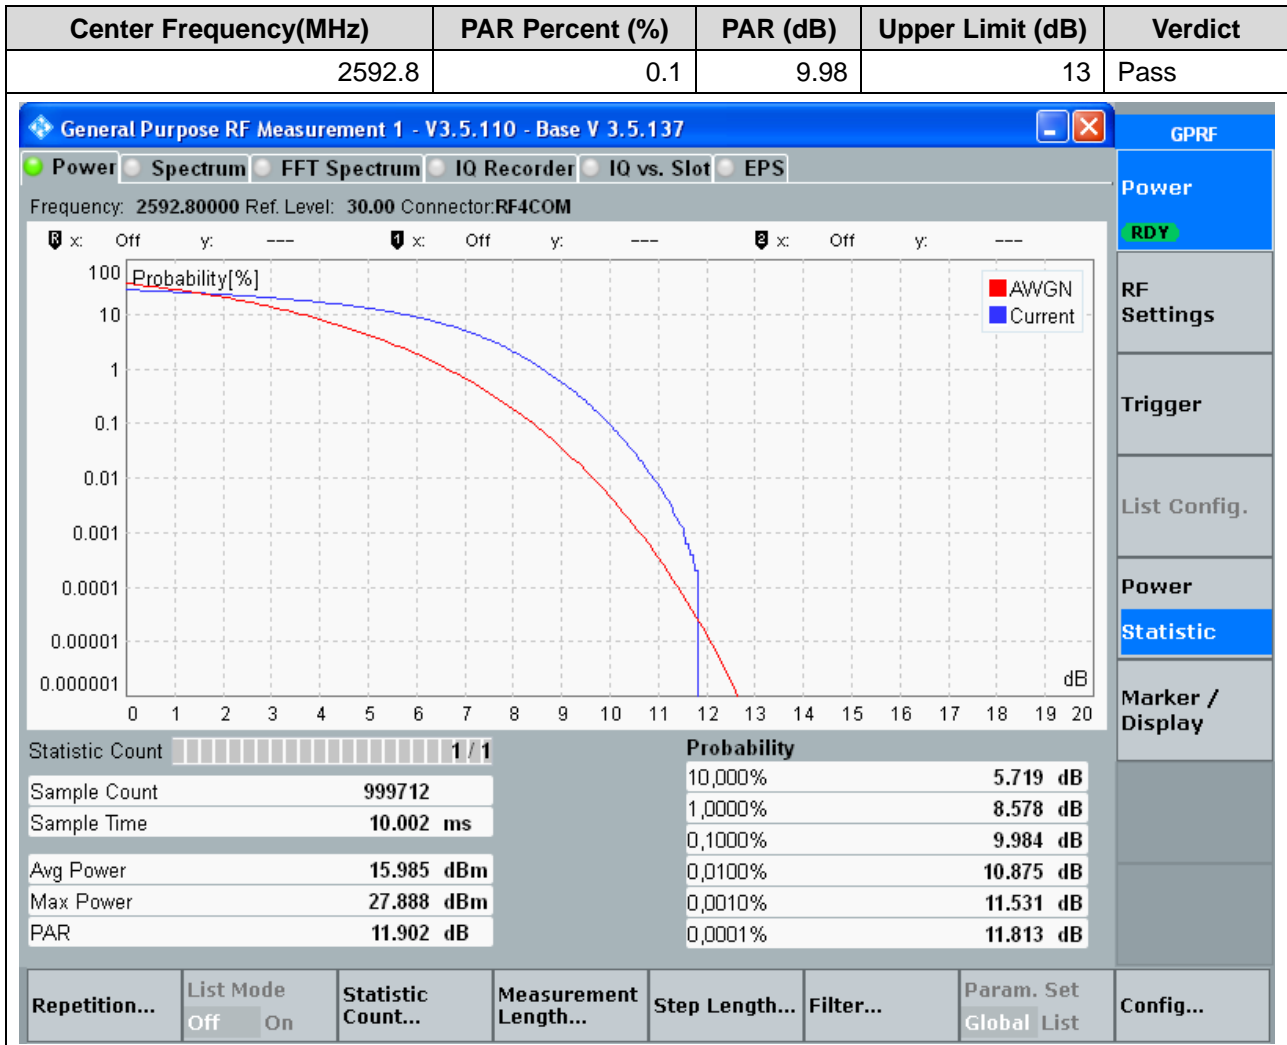 Center Frequency(MHz) PAR Percent (%) PAR (dB) Upper Limit (dB) Verdict
2592.8 0.1 9.98 13 Pass
General Purpose RF Measurement 1 - V3.5.110 - Base V 3.5.137
GPRF
Power Spectrum FFT Spectrum IQ Recorder IQ vs. Slot EPS
Frequency: 2592.80000 Ref. Level: 30.00 Connector:RF4COM
R x: Off y: --- 1 x: Off y: --- 2 x: Off y: ---
Probability[%]
AWGN
Current
100
10
1
0.1
0.01
0.001
0.0001
0.00001
0.000001
dB
0 1 2 3 4 5 6 7 8 9 10 11 12 13 14 15 16 17 18 19 20
Statistic Count 1 / 1
Sample Count 999712
Sample Time 10.002 ms
Avg Power 15.985 dBm
Max Power 27.888 dBm
PAR 11.902 dB
Probability
10,000% 5.719 dB
1,0000% 8.578 dB
0,1000% 9.984 dB
0,0100% 10.875 dB
0,0010% 11.531 dB
0,0001% 11.813 dB
Power
RDY
RF
Settings
Trigger
List Config.
Power
Statistic
Marker /
Display
Repetition...
List Mode
Off On
Statistic
Count...
Measurement
Length...
Step Length...
Filter...
Param. Set
Global List
Config...